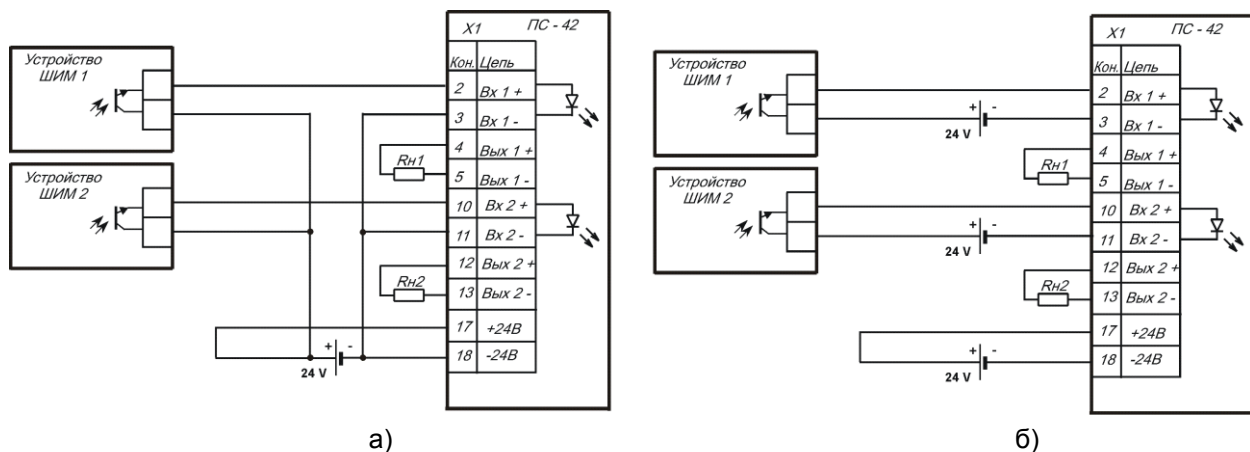 X1 ПС - 42
Устройство
ШИМ 1
Кон. Цепь
2 Вх 1 +
3 Вх 1 -
4 Вых 1 +
Rн1
5 Вых 1 -
Устройство
ШИМ 2
10 Вх 2 +
11 Вх 2 -
12 Вых 2 +
Rн2
13 Вых 2 -
17 +24В
+ -
18 -24В
24 V
а)
X1 ПС - 42
Устройство
ШИМ 1
Кон. Цепь
2 Вх 1 +
+ -
3 Вх 1 -
24 V
4 Вых 1 +
Rн1
5 Вых 1 -
Устройство
ШИМ 2
10 Вх 2 +
+ -
11 Вх 2 -
24 V
12 Вых 2 +
Rн2
13 Вых 2 -
17 +24В
+ -
18 -24В
24 V
б)